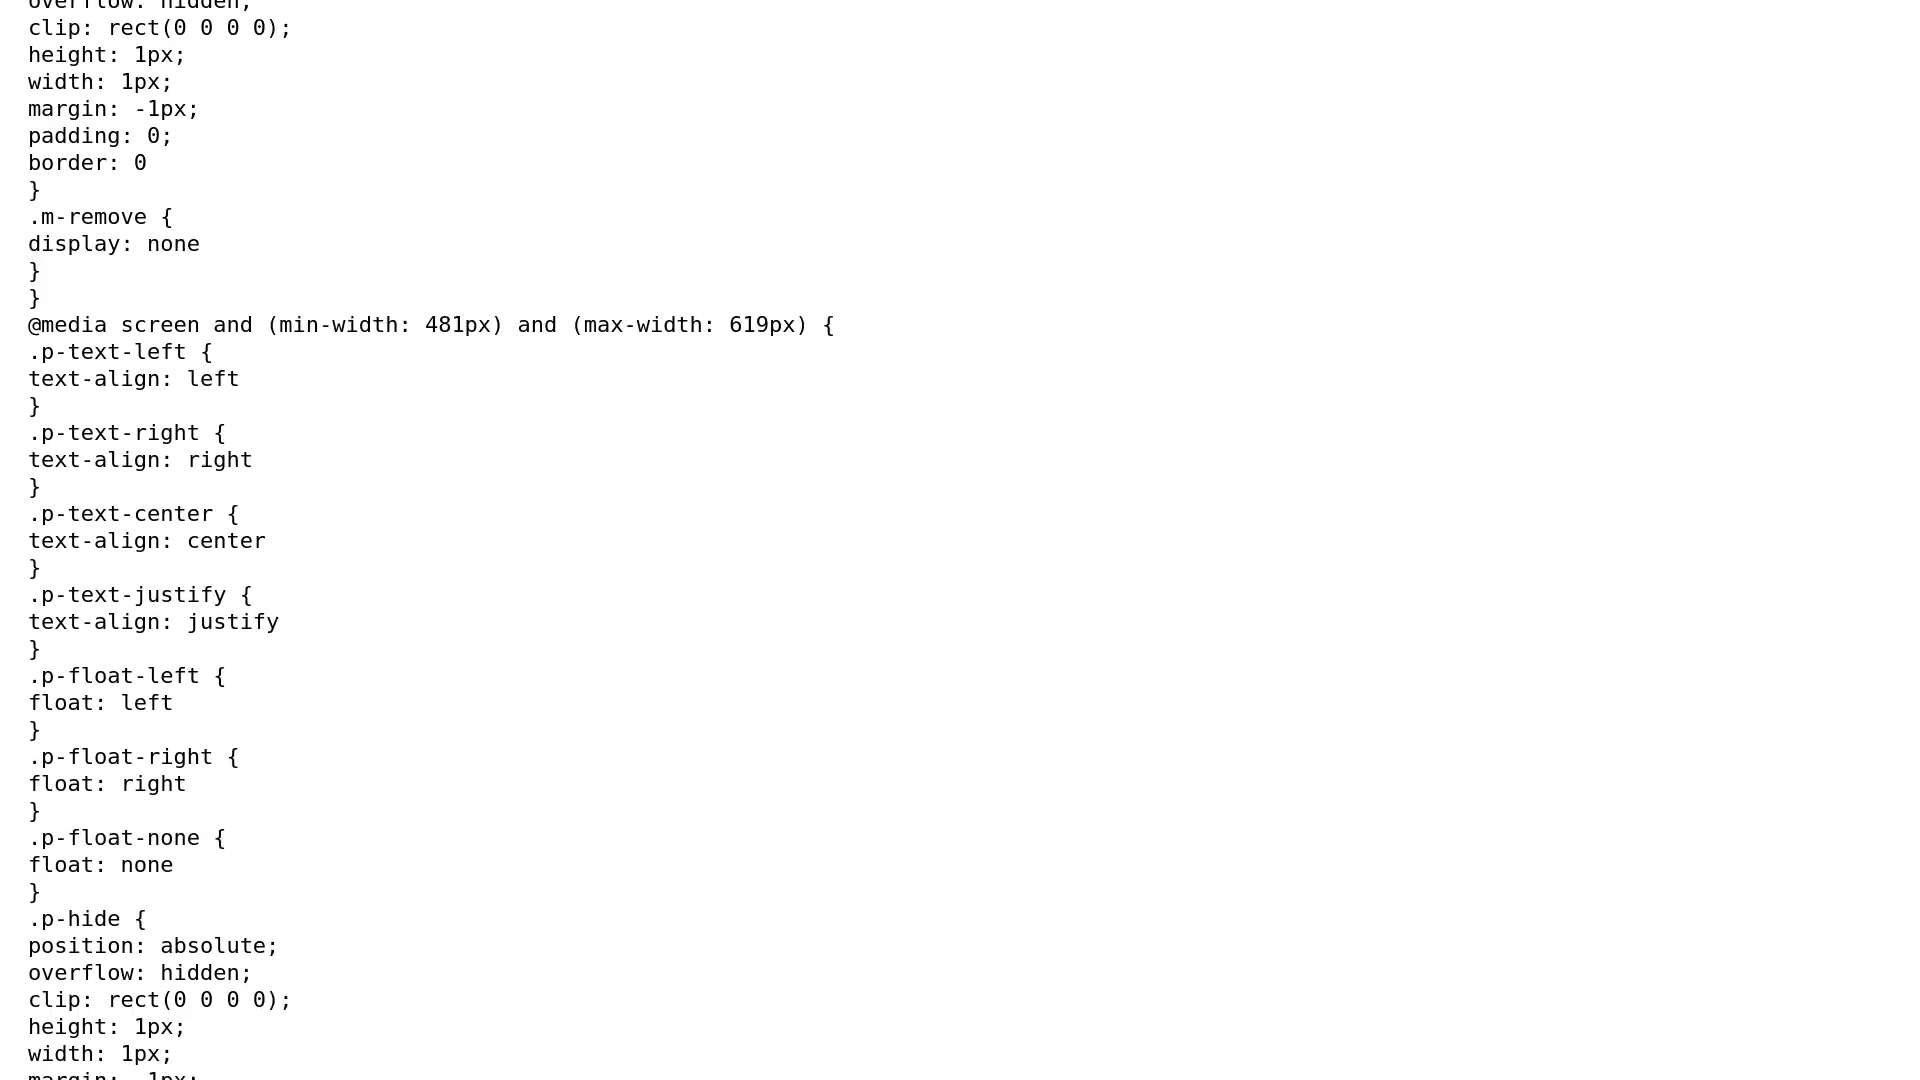 overflow: hidden;
clip: rect(0 0 0 0);
height: 1px;
width: 1px;
margin: -1px;
padding: 0;
border: 0
}
.m-remove {
display: none
}
}
@media screen and (min-width: 481px) and (max-width: 619px) {
.p-text-left {
text-align: left
}
.p-text-right {
text-align: right
}
.p-text-center {
text-align: center
}
.p-text-justify {
text-align: justify
}
.p-float-left {
float: left
}
.p-float-right {
float: right
}
.p-float-none {
float: none
}
.p-hide {
position: absolute;
overflow: hidden;
clip: rect(0 0 0 0);
height: 1px;
width: 1px;
margin: -1px;